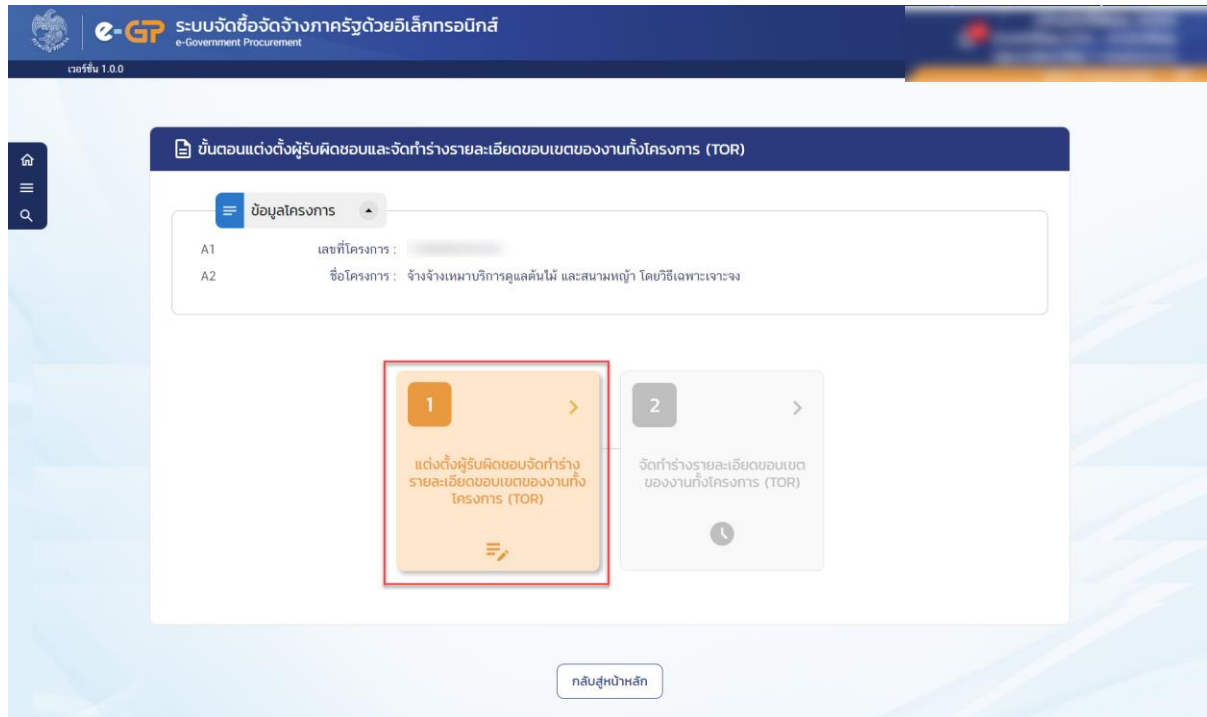 e-GP ระบบจัดซื้อจัดจ้างภาครัฐด้วยอิเล็กทรอนิกส์
e-Government Procurement
เวอร์ชั่น 1.0.0
ขั้นตอนแต่งตั้งผู้รับผิดชอบและจัดทำร่างรายละเอียดขอบเขตของงานทั้งโครงการ (TOR)
ข้อมูลโครงการ
A1 เลขที่โครงการ :
A2 ชื่อโครงการ : จ้างจ้างเหมาบริการดูแลต้นไม้ และสนามหญ้า โดยวิธีเฉพาะเจาะจง
1
แต่งตั้งผู้รับผิดชอบจัดทำร่าง
รายละเอียดขอบเขตของงานทั้ง
โครงการ (TOR)
2
จัดทำร่างรายละเอียดขอบเขต
ของงานทั้งโครงการ (TOR)
กลับสู่หน้าหลัก